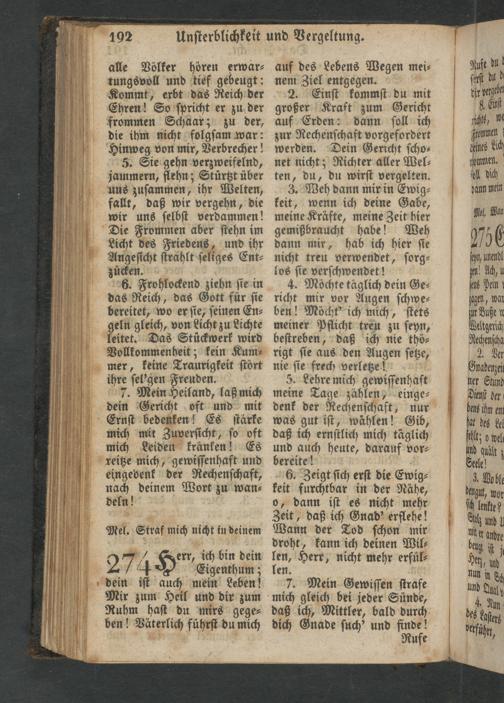 192 Unsterblichkeit und Vergeltung.
alle Völker hören erwar-
tungsvoll und tief gebeugt:
Kommt, erbt das Reich der
Ehren! So spricht er zu der
frommen Schaar; zu der,
die ihm nicht folgsam war:
Hinweg von mir, Verbrecher!
5. Sie gehn verzweifelnd,
jammern, flehn; Stürtzt über
uns zusammen, ihr Welten,
fallt, daß wir vergehn, die
wir uns selbst verdammen!
Die Frommen aber stehn im
Licht des Friedens, und ihr
Angesicht strahlt seliges Ent-
zücken.
6. Frohlockend ziehn sie in
das Reich, das Gott für sie
bereitet, wo er sie, seinen En-
geln gleich, von Licht zu Lichte
leitet. Das Stückwerk wird
Vollkommenheit; kein Kum-
mer, keine Traurigkeit stört
ihre sel'gen Freuden.
7. Mein Heiland, laß mich
dein Gericht oft und mit
Ernst bedenken! Es stärke
mich mit Zuversicht, so oft
mich Leiden kränken! Es
reitze mich, gewissenhaft und
eingedenk der Rechenschaft,
nach deinem Wort zu wan-
deln!
Mel. Straf mich nicht in deinem
274 Herr, ich bin dein
Eigenthum;
dein ist auch mein Leben!
Mir zum Heil und dir zum
Ruhm hast du mirs gege-
ben! Väterlich führst du mich
auf des Lebens Wegen mei-
nem Ziel entgegen.
2. Einst kommst du mit
großer Kraft zum Gericht
auf Erden: dann soll ich
zur Rechenschaft vorgefordert
werden. Dein Gericht scho-
net nicht; Richter aller Wel-
ten, du, du wirst vergelten.
3. Weh dann mir in Ewig-
keit, wenn ich deine Gabe,
meine Kräfte, meine Zeit hier
gemißbraucht habe! Weh
dann mir, hab ich hier sie
nicht treu verwendet, sorg-
los sie verschwendet!
4. Möchte täglich dein Ge-
richt mir vor Augen schwe-
ben! Möcht' ich mich, stets
meiner Pflicht treu zu seyn,
bestreben, daß ich nie thö-
rigt sie aus den Augen setze,
nie sie frech verletze!
5. Lehre mich gewissenhaft
meine Tage zählen, einge-
denk der Rechenschaft, nur
was gut ist, wählen! Gib,
daß ich ernstlich mich täglich
und auch heute, darauf vor-
bereite!
6. Zeigt sich erst die Ewig-
keit furchtbar in der Nähe,
o, dann ist es nicht mehr
Zeit, daß ich Gnad' erflehe!
Wann der Tod schon mir
droht, kann ich deinen Wil-
len, Herr, nicht mehr erfül-
len.
7. Mein Gewissen strafe
mich gleich bei jeder Sünde,
daß ich, Mittler, bald durch
dich Gnade such' und finde!
Rufe